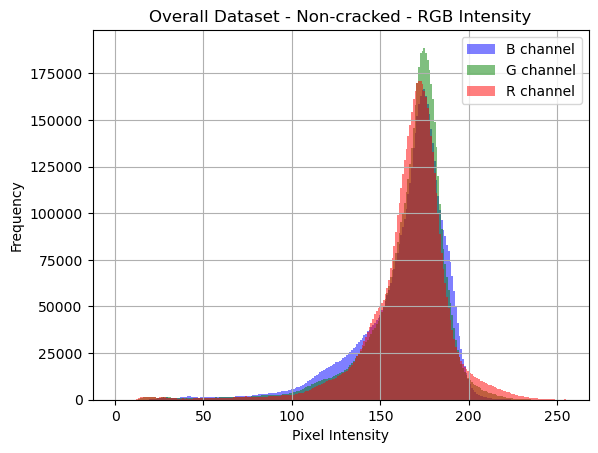 Overall Dataset - Non-cracked - RGB Intensity
B channel
G channel
R channel
175000
150000
125000
100000
75000
50000
25000
0
Frequency
0 50 100 150 200 250
Pixel Intensity